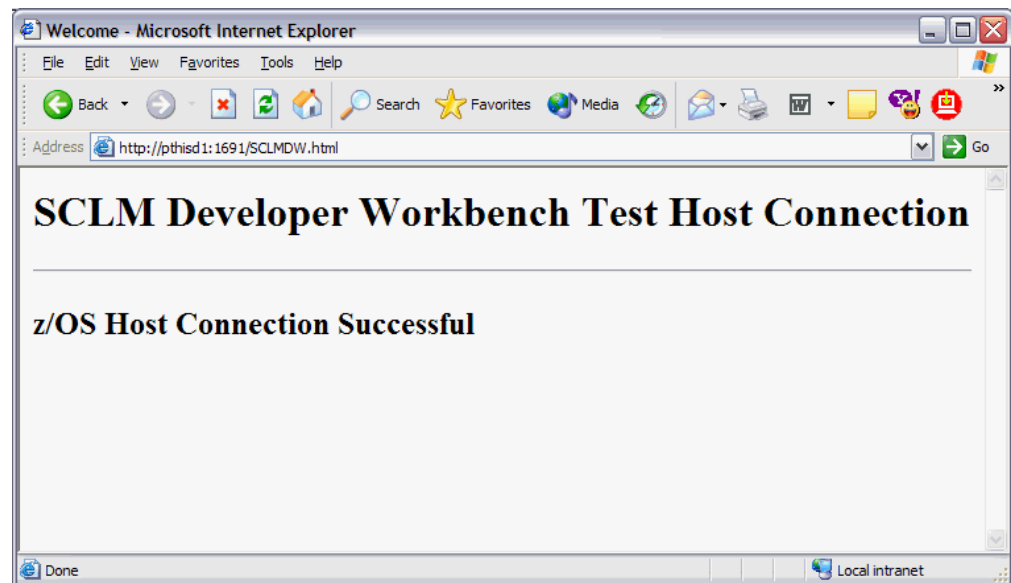 Welcome - Microsoft Internet Explorer
File Edit View Favorites Tools Help
Back Search Favorites Media W »
Address http://pthisd1:1691/SCLMDW.html Go
SCLM Developer Workbench Test Host Connection
z/OS Host Connection Successful
Done Local intranet